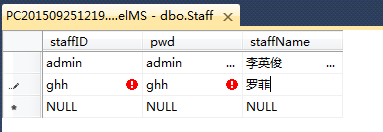 PC201509251219....elMS - dbo.Staff
staffID pwd staffName
admin admin ... 李英俊 ...
ghh ghh 罗菲
NULL NULL NULL